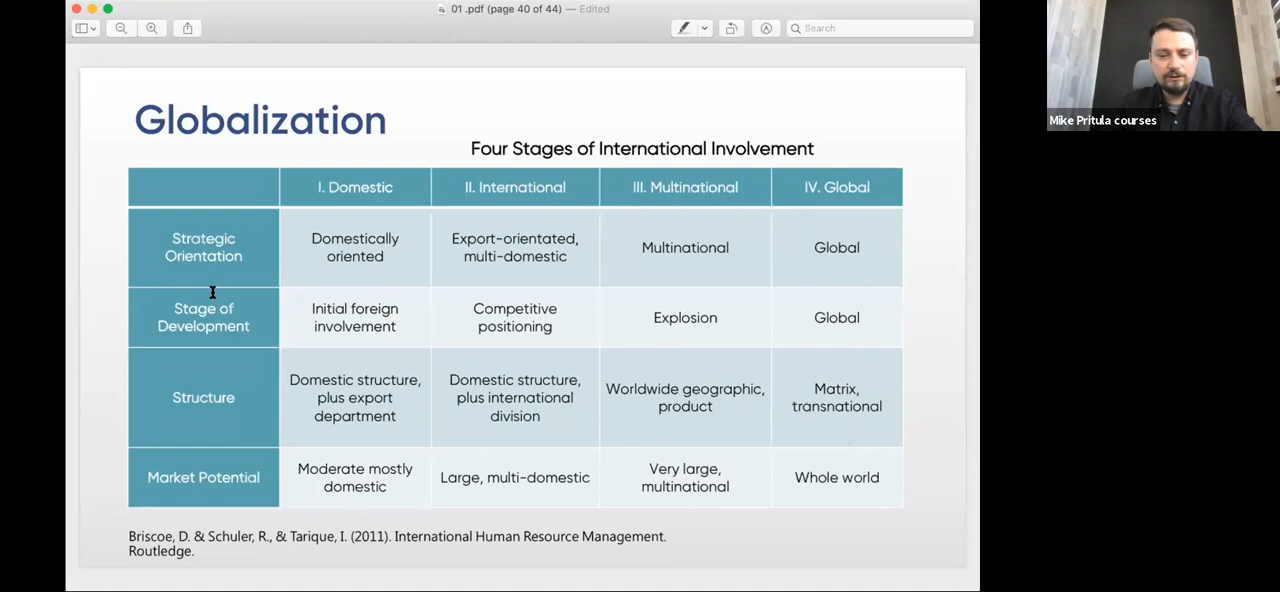 01 .pdf (page 40 of 44) — Edited
Search
Mike Pritula courses
Globalization
Four Stages of International Involvement
I. Domestic
II. International
III. Multinational
IV. Global
Strategic
Orientation
Domestically
oriented
Export-orientated,
multi-domestic
Multinational
Global
Stage of
Development
Initial foreign
involvement
Competitive
positioning
Explosion
Global
Structure
Domestic structure,
plus export
department
Domestic structure,
plus international
division
Worldwide geographic,
product
Matrix,
transnational
Market Potential
Moderate mostly
domestic
Large, multi-domestic
Very large,
multinational
Whole world
Briscoe, D. & Schuler, R., & Tarique, I. (2011). International Human Resource Management.
Routledge.